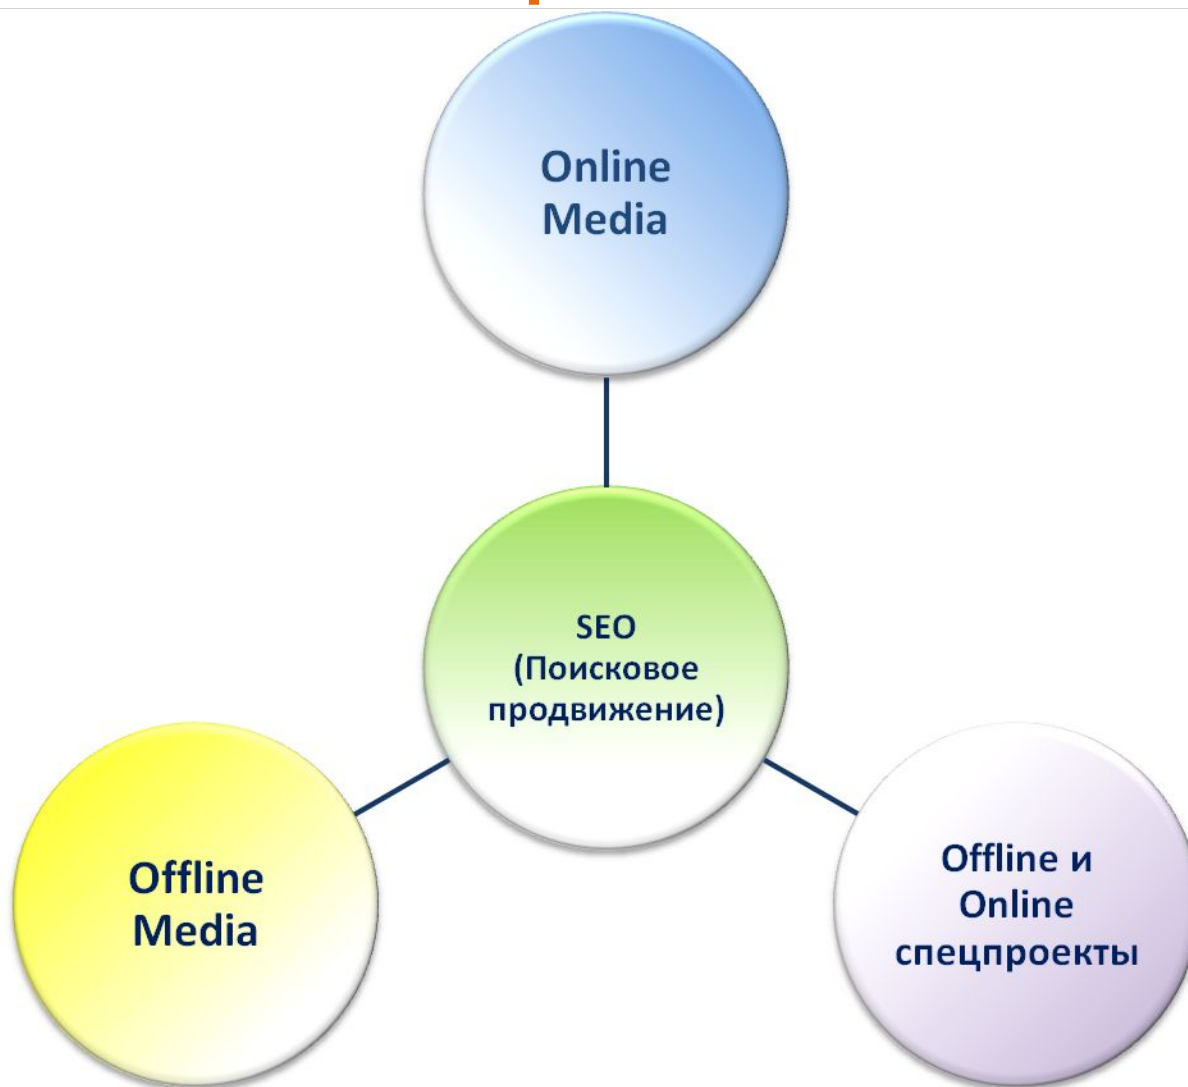 Online
Media
SEO
(Поисковое
продвижение)
Offline
Media
Offline и
Online
спецпроекты